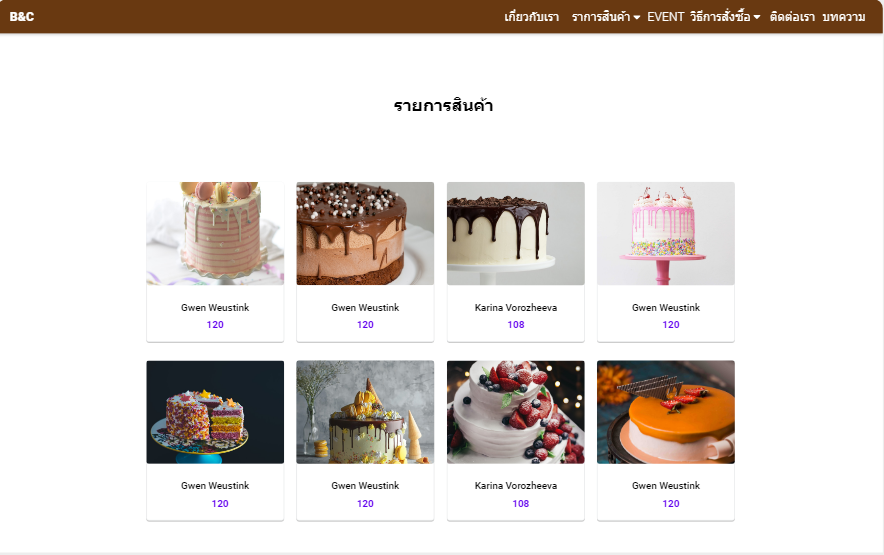 B&C เกี่ยวกับเรา ราการสินค้า EVENT วิธีการสั่งซื้อ ติดต่อเรา บทความ
รายการสินค้า
Gwen Weustink Gwen Weustink Karina Vorozheeva Gwen Weustink
120 120 108 120
Gwen Weustink Gwen Weustink Karina Vorozheeva Gwen Weustink
120 120 108 120